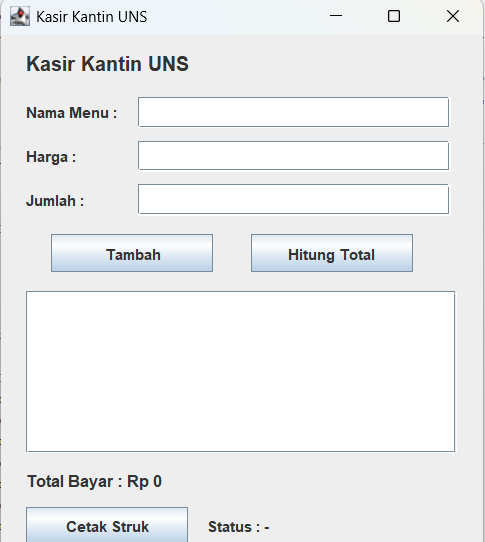 Kasir Kantin UNS
Kasir Kantin UNS
Nama Menu :
Harga :
Jumlah :
Tambah Hitung Total
Total Bayar : Rp 0
Cetak Struk Status : -